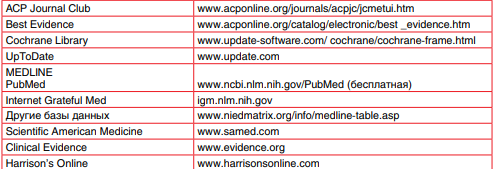 ACP Journal Club www.acponline.org/journals/acpjc/jcmetui.htm
Best Evidence www.acponline.org/catalog/electronic/best _evidence.htm
Cochrane Library www.update-software.com/ cochrane/cochrane-frame.html
UpToDate www.update.com
MEDLINE
PubMed www.ncbi.nlm.nih.gov/PubMed (бесплатная)
Internet Grateful Med igm.nlm.nih.gov
Другие базы данных www.niedmatrix.org/info/medline-table.asp
Scientific American Medicine www.samed.com
Clinical Evidence www.evidence.org
Harrison's Online www.harrisonsonline.com